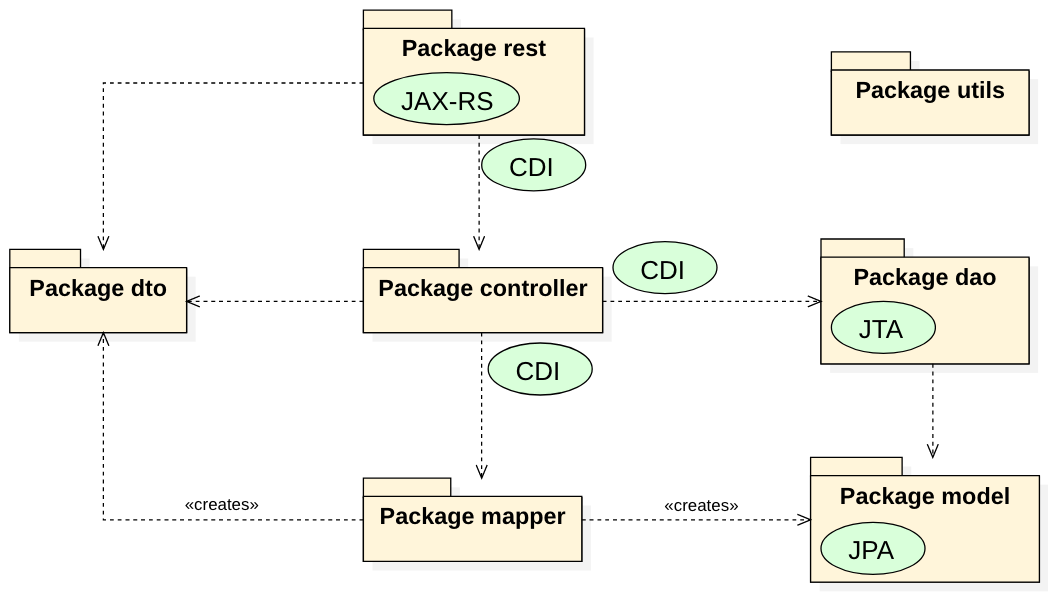 Package rest
JAX-RS
Package utils
CDI
Package dto
Package controller
CDI
Package dao
JTA
CDI
Package mapper
«creates»
«creates»
Package model
JPA